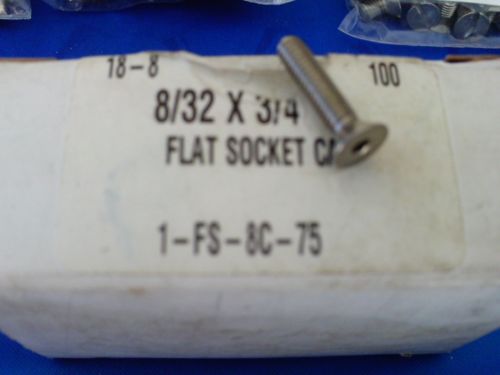 18-8 100
8/32 X 3/4
FLAT SOCKET
1-FS-8C-75